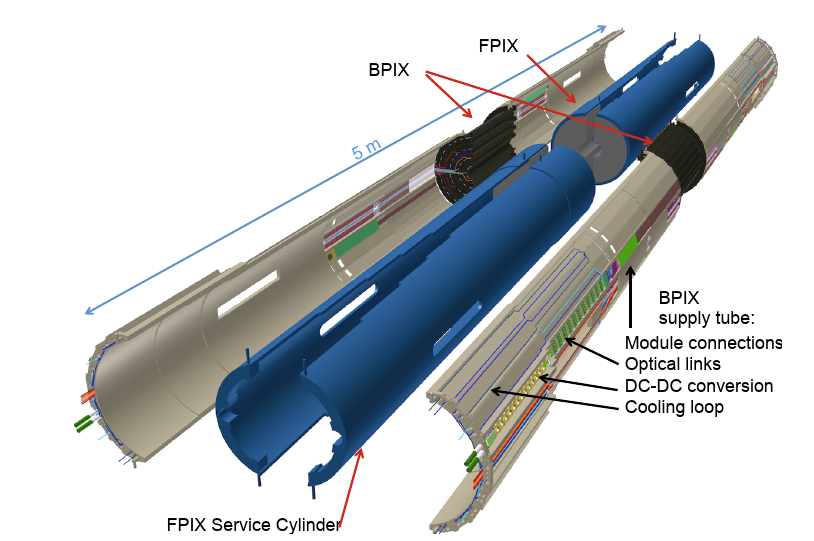 FPIX
BPIX
5 m
BPIX
supply tube:
Module connections
Optical links
DC-DC conversion
Cooling loop
FPIX Service Cylinder